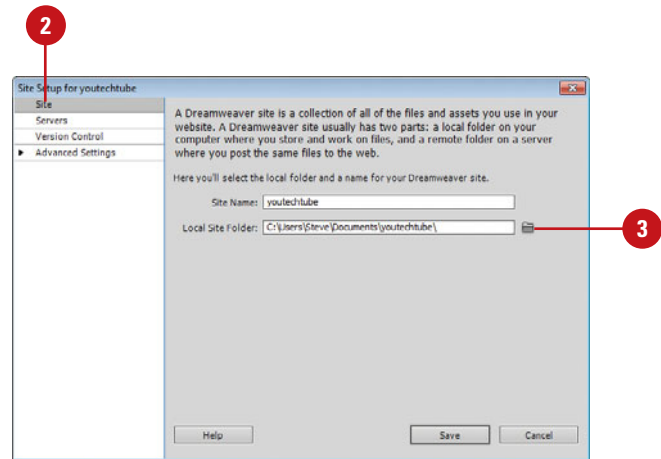 2
Site Setup for youtechtube
Site
Servers
Version Control
Advanced Settings
A Dreamweaver site is a collection of all of the files and assets you use in your
website. A Dreamweaver site usually has two parts: a local folder on your
computer where you store and work on files, and a remote folder on a server
where you post the same files to the web.
Here you'll select the local folder and a name for your Dreamweaver site.
Site Name: youtechtube
Local Site Folder: C:\Users\Steve\Documents\youtechtube\
3
Help
Save
Cancel